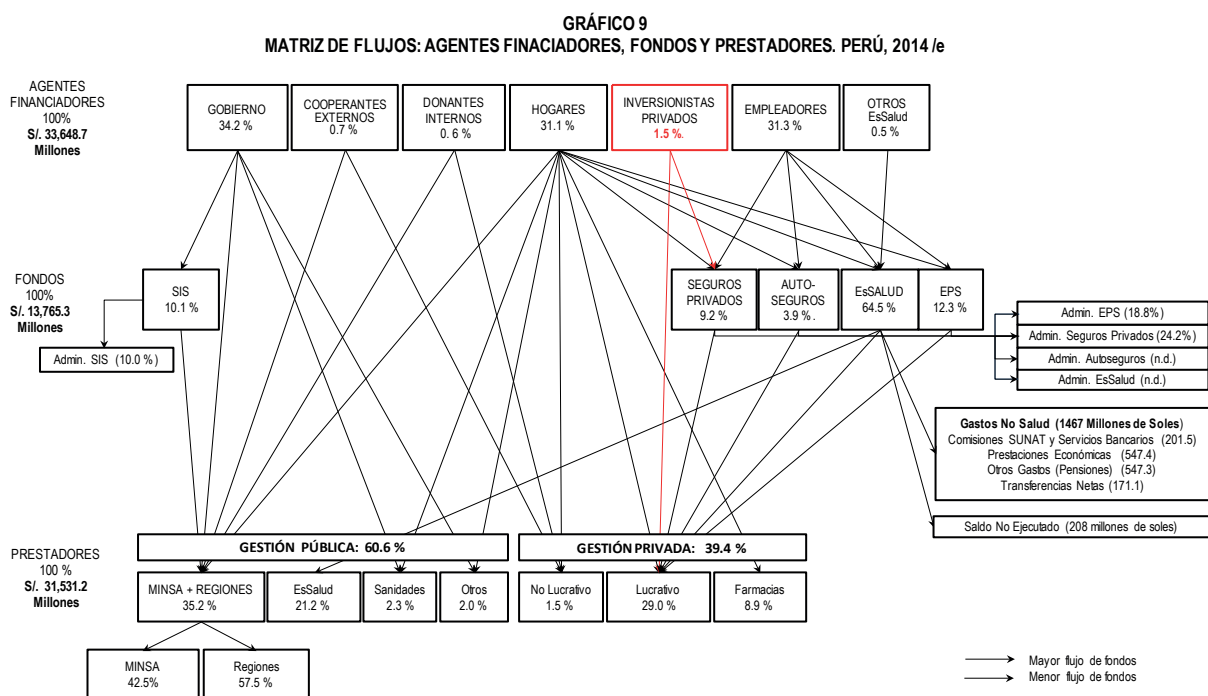 GRÁFICO 9
MATRIZ DE FLUJOS: AGENTES FINACIADORES, FONDOS Y PRESTADORES. PERÚ, 2014 /e
AGENTES
FINANCIADORES
100%
S/. 33,648.7
Millones
GOBIERNO
34.2 %
COOPERANTES
EXTERNOS
0.7 %
DONANTES
INTERNOS
0. 6 %
HOGARES
31.1 %
INVERSIONISTAS
PRIVADOS
1.5 %.
EMPLEADORES
31.3 %
OTROS
EsSalud
0.5 %
FONDOS
100%
S/. 13,765.3
Millones
SIS
10.1 %
SEGUROS
PRIVADOS
9.2 %
AUTO-
SEGUROS
3.9 % .
EsSALUD
64.5 %
EPS
12.3 %
Admin. SIS (10.0 %)
Admin. EPS (18.8%)
Admin. Seguros Privados (24.2%)
Admin. Autoseguros (n.d.)
Admin. EsSalud (n.d.)
Gastos No Salud (1467 Millones de Soles)
Comisiones SUNAT y Servicios Bancarios (201.5)
Prestaciones Económicas (547.4)
Otros Gastos (Pensiones) (547.3)
Transferencias Netas (171.1)
Saldo No Ejecutado (208 millones de soles)
PRESTADORES
100 %
S/. 31,531.2
Millones
GESTIÓN PÚBLICA: 60.6 %
GESTIÓN PRIVADA: 39.4 %
MINSA + REGIONES
35.2 %
EsSalud
21.2 %
Sanidades
2.3 %
Otros
2.0 %
No Lucrativo
1.5 %
Lucrativo
29.0 %
Farmacias
8.9 %
MINSA
42.5%
Regiones
57.5 %
Mayor flujo de fondos
Menor flujo de fondos